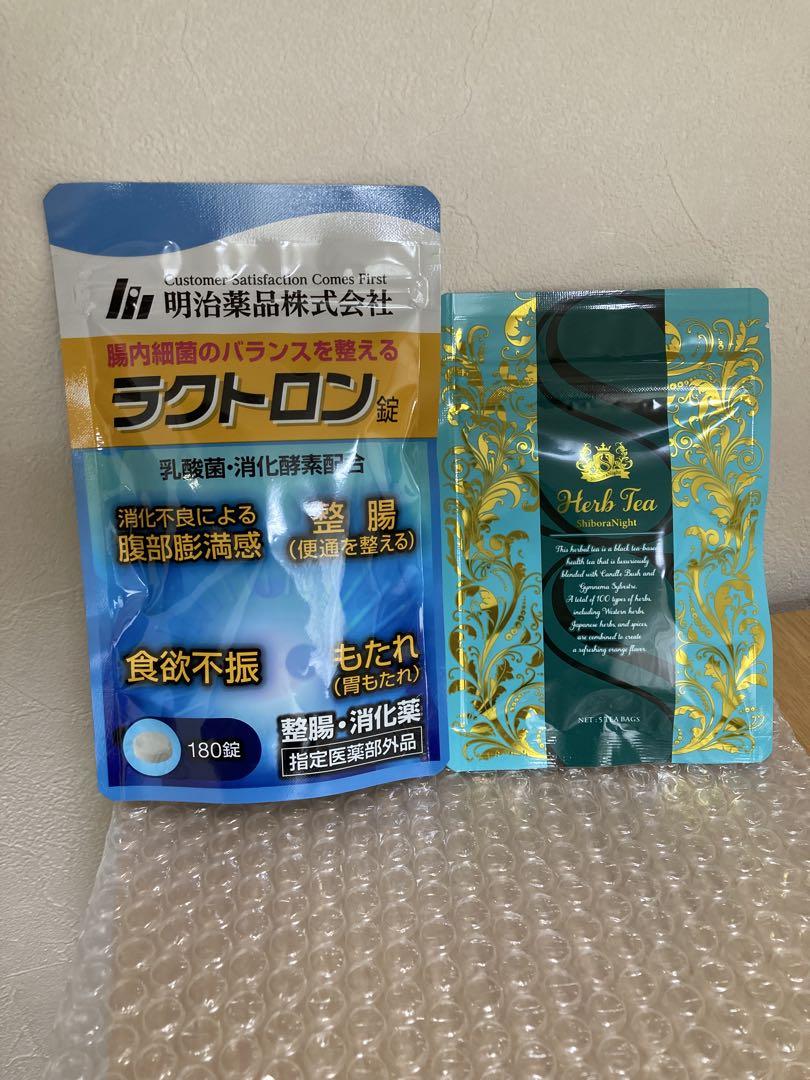 Customer Satisfaction Comes First
明治薬品株式会社
腸内細菌のバランスを整える
ラクトロン錠
乳酸菌・消化酵素配合
消化不良による
腹部膨満感
整腸
(便通を整える)
食欲不振
もたれ
(胃もたれ)
180錠
整腸・消化薬
指定医薬部外品
Herb Tea
ShiboraNight
This herbal tea is a black tea-based
health tea that is luxuriously
blended with Candle Bush and
Gymnema Sylvestre.
A total of 100 types of herbs,
including Western herbs,
Japanese herbs, and spices,
are combined to create
a refreshing orange flavor.
NET : 5 TEA BAGS